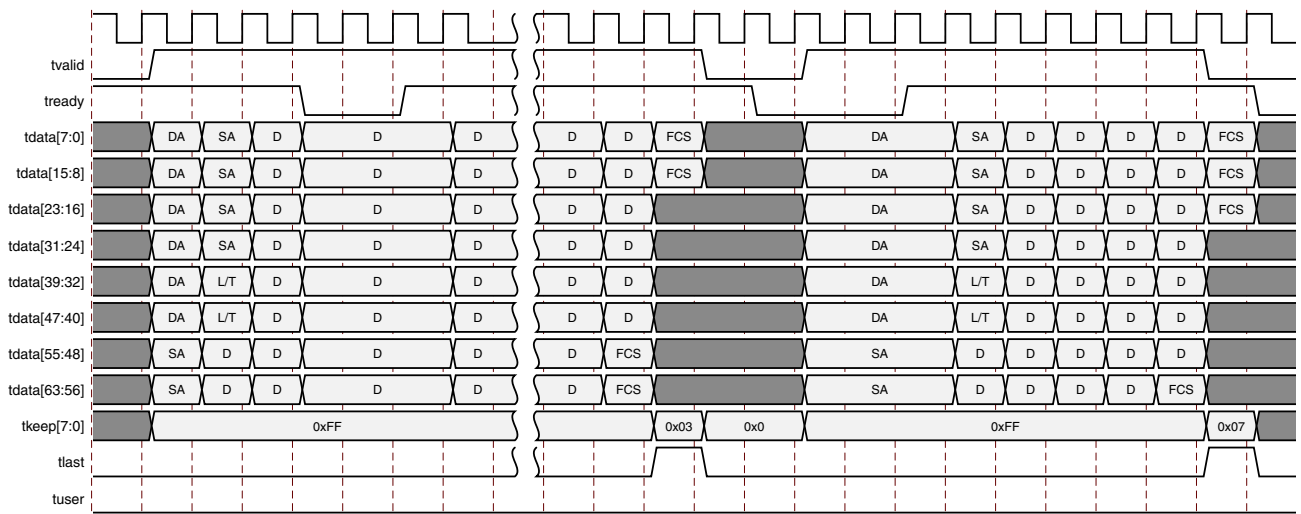 tvalid
tready
tdata[7:0] DA SA D D D D D FCS DA SA D D D D FCS
tdata[15:8] DA SA D D D D D FCS DA SA D D D D FCS
tdata[23:16] DA SA D D D D D DA SA D D D D FCS
tdata[31:24] DA SA D D D D D DA SA D D D D
tdata[39:32] DA L/T D D D D D DA L/T D D D D
tdata[47:40] DA L/T D D D D D DA L/T D D D D
tdata[55:48] SA D D D D D FCS SA D D D D D
tdata[63:56] SA D D D D D FCS SA D D D D FCS
tkeep[7:0] 0xFF 0x03 0x0 0xFF 0x07
tlast
tuser